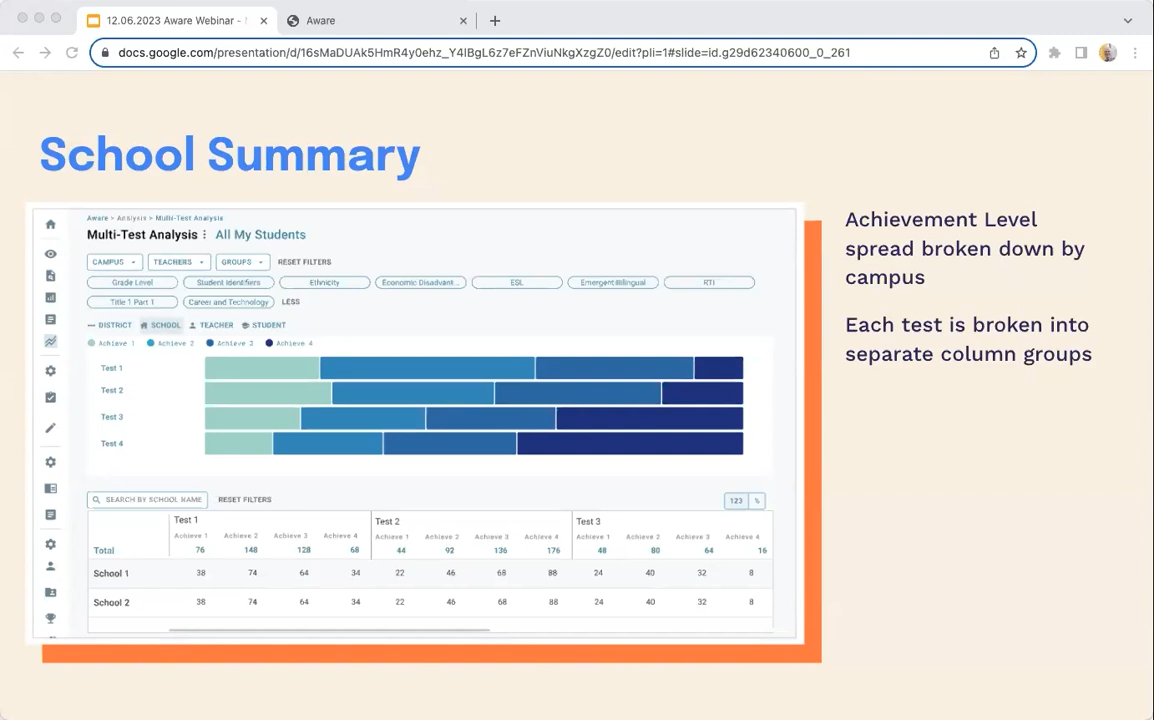 12.06.2023 Aware Webinar -
Aware
docs.google.com/presentation/d/16sMaDUAk5HmR4y0ehz_Y4lBgL6z7eFZnViuNkgXzgZ0/edit?pli=1#slide=id.g29d62340600_0_261
School Summary
Aware > Analysis > Multi-Test Analysis
Multi-Test Analysis All My Students
CAMPUS TEACHERS GROUPS RESET FILTERS
Grade Level Student Identifiers Ethnicity Economic Disadvant... ESL Emergent Bilingual RTI
Title 1 Part 1 Career and Technology LESS
DISTRICT SCHOOL TEACHER STUDENT
Achieve 1 Achieve 2 Achieve 3 Achieve 4
Test 1
Test 2
Test 3
Test 4
SEARCH BY SCHOOL NAME RESET FILTERS 123 %
Test 1 Test 2 Test 3
Achieve 1 Achieve 2 Achieve 3 Achieve 4 Achieve 1 Achieve 2 Achieve 3 Achieve 4 Achieve 1 Achieve 2 Achieve 3 Achieve 4
Total 76 148 128 68 44 92 136 176 48 80 64 16
School 1 38 74 64 34 22 46 68 88 24 40 32 8
School 2 38 74 64 34 22 46 68 88 24 40 32 8
Achievement Level
spread broken down by
campus
Each test is broken into
separate column groups